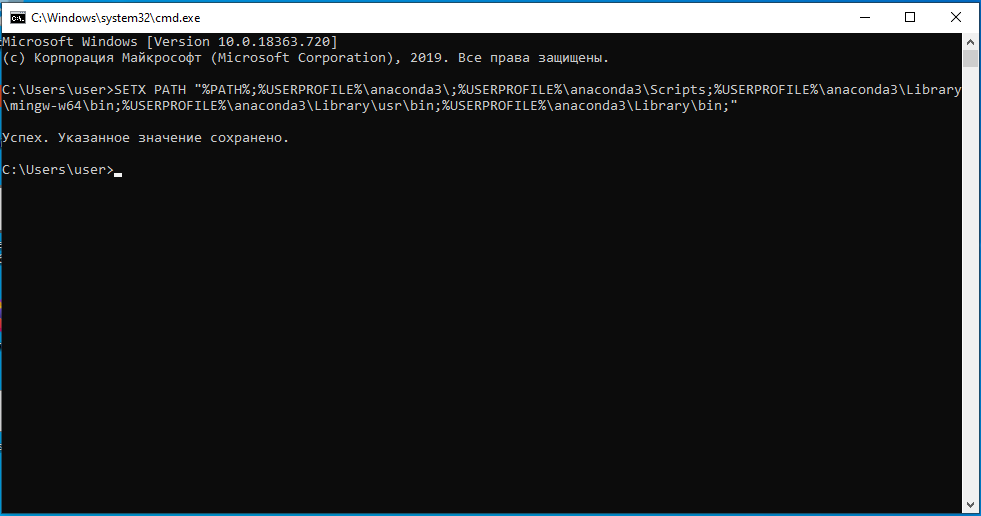 C:\Windows\system32\cmd.exe
Microsoft Windows [Version 10.0.18363.720]
(c) Корпорация Майкрософт (Microsoft Corporation), 2019. Все права защищены.
C:\Users\user>SETX PATH "%PATH%;%USERPROFILE%\anaconda3\;%USERPROFILE%\anaconda3\Scripts;%USERPROFILE%\anaconda3\Library
\mingw-w64\bin;%USERPROFILE%\anaconda3\Library\usr\bin;%USERPROFILE%\anaconda3\Library\bin;"
Успех. Указанное значение сохранено.
C:\Users\user>